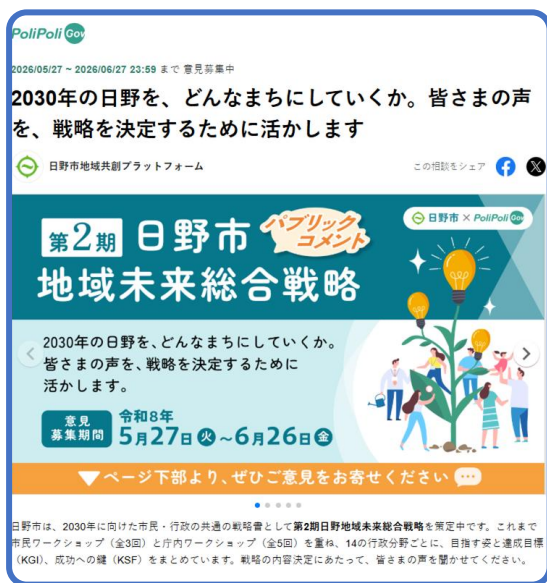 PoliPoli Gov
2026/05/27 ~ 2026/06/27 23:59 まで 意見募集中
2030年の日野を、どんなまちにしていくか。皆さまの声
を、戦略を決定するために活かします
日野市地域共創プラットフォーム
この相談をシェア
第2期 日野市
パブリック
コメント
日野市 × PoliPoli Gov
地域未来総合戦略
2030年の日野を、どんなまちにしていくか。
皆さまの声を、戦略を決定するために
活かします。
意見
募集期間
令和8年
5月27日火~6月26日金
ページ下部より、ぜひご意見をお寄せください
日野市は、2030年に向けた市民・行政の共通の戦略書として第2期日野地域未来総合戦略を策定中です。これまで
市民ワークショップ（全3回）と庁内ワークショップ（全5回）を重ね、14の行政分野ごとに、目指す姿と達成目標
（KGI）、成功への鍵（KSF）をまとめています。戦略の内容決定にあたって、皆さまの声を聞かせてください。